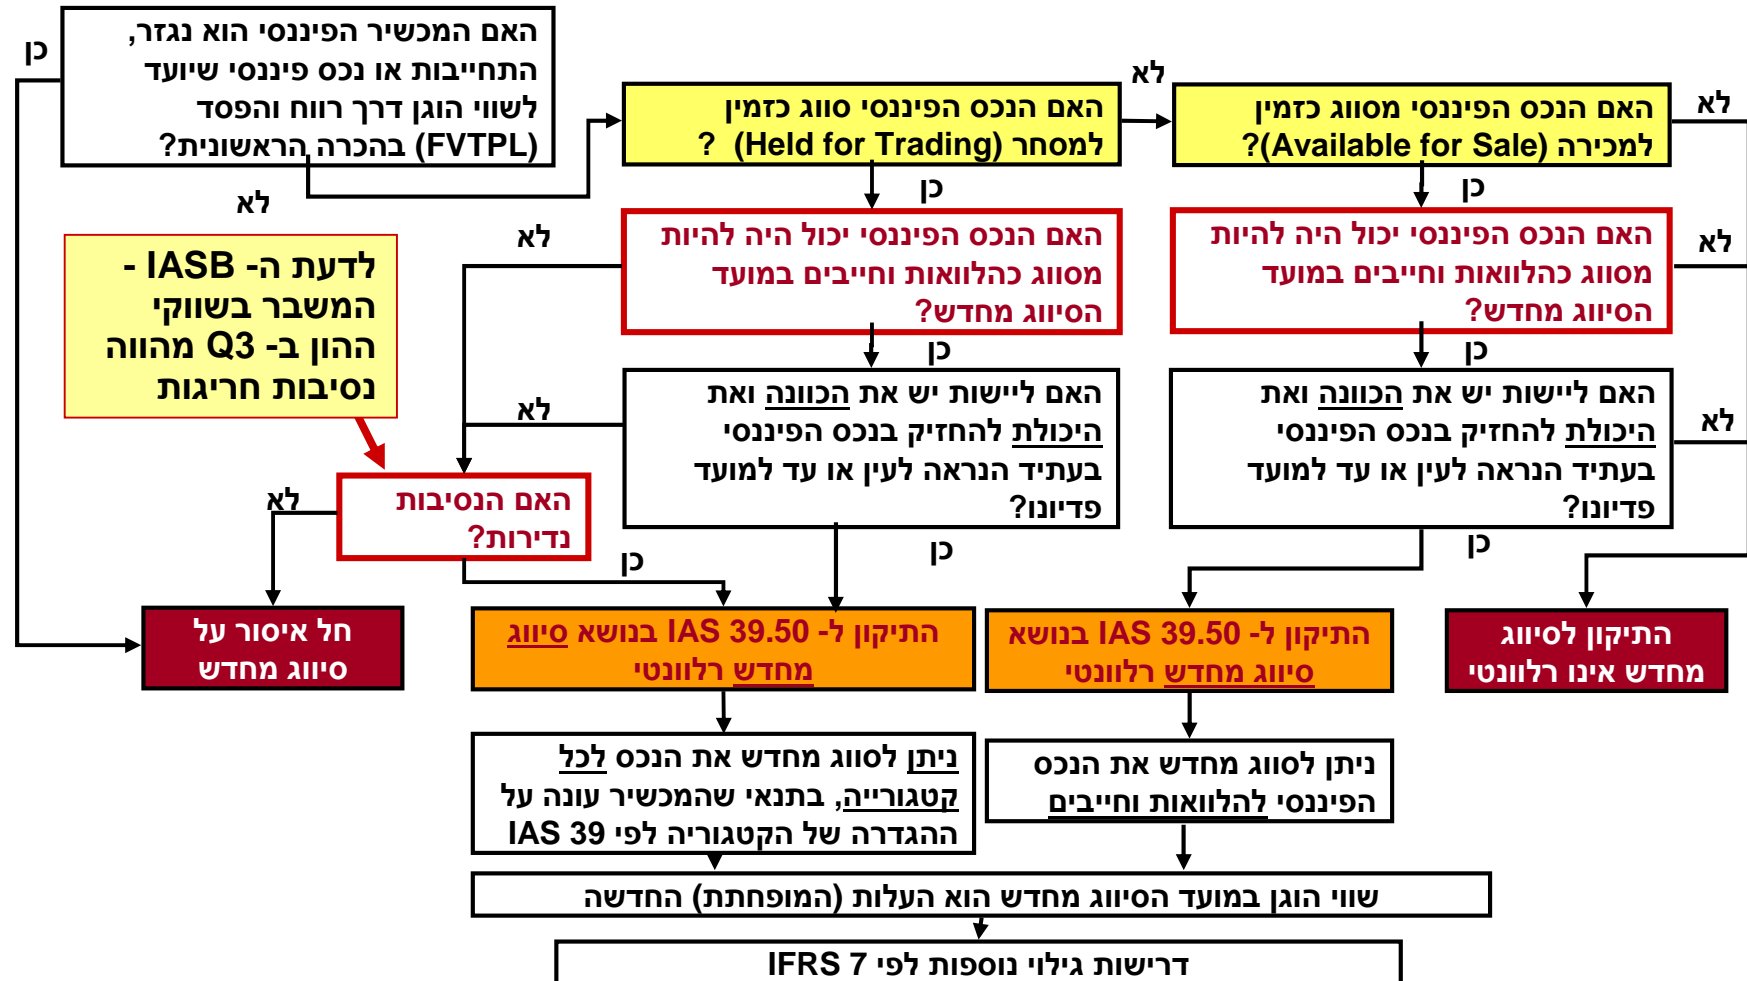 האם המכשיר הפיננסי הוא נגזר,
התחייבות או נכס פיננסי שיועד
לשווי הוגן דרך רווח והפסד
(FVTPL) בהכרה הראשונית?
כן
לא
האם הנכס הפיננסי סווג כזמין
למסחר (Held for Trading) ?
לא
כן
האם הנכס הפיננסי מסווג כזמין
למכירה (Available for Sale)?
לא
כן
האם הנכס הפיננסי יכול היה להיות
מסווג כהלוואות וחייבים במועד
הסיווג מחדש?
לא
כן
האם הנכס הפיננסי יכול היה להיות
מסווג כהלוואות וחייבים במועד
הסיווג מחדש?
לא
כן
לדעת ה- IASB -
המשבר בשווקי
ההון ב- Q3 מהווה
נסיבות חריגות
האם ליישות יש את הכוונה ואת
היכולת להחזיק בנכס הפיננסי
בעתיד הנראה לעין או עד למועד
פדיונו?
לא
כן
האם ליישות יש את הכוונה ואת
היכולת להחזיק בנכס הפיננסי
בעתיד הנראה לעין או עד למועד
פדיונו?
לא
כן
האם הנסיבות
נדירות?
לא
כן
חל איסור על
סיווג מחדש
התיקון ל- IAS 39.50 בנושא סיווג
מחדש רלוונטי
התיקון ל- IAS 39.50 בנושא
סיווג מחדש רלוונטי
התיקון לסיווג
מחדש אינו רלוונטי
ניתן לסווג מחדש את הנכס לכל
קטגורייה, בתנאי שהמכשיר עונה על
ההגדרה של הקטגוריה לפי IAS 39
ניתן לסווג מחדש את הנכס
הפיננסי להלוואות וחייבים
שווי הוגן במועד הסיווג מחדש הוא העלות (המופחתת) החדשה
דרישות גילוי נוספות לפי IFRS 7